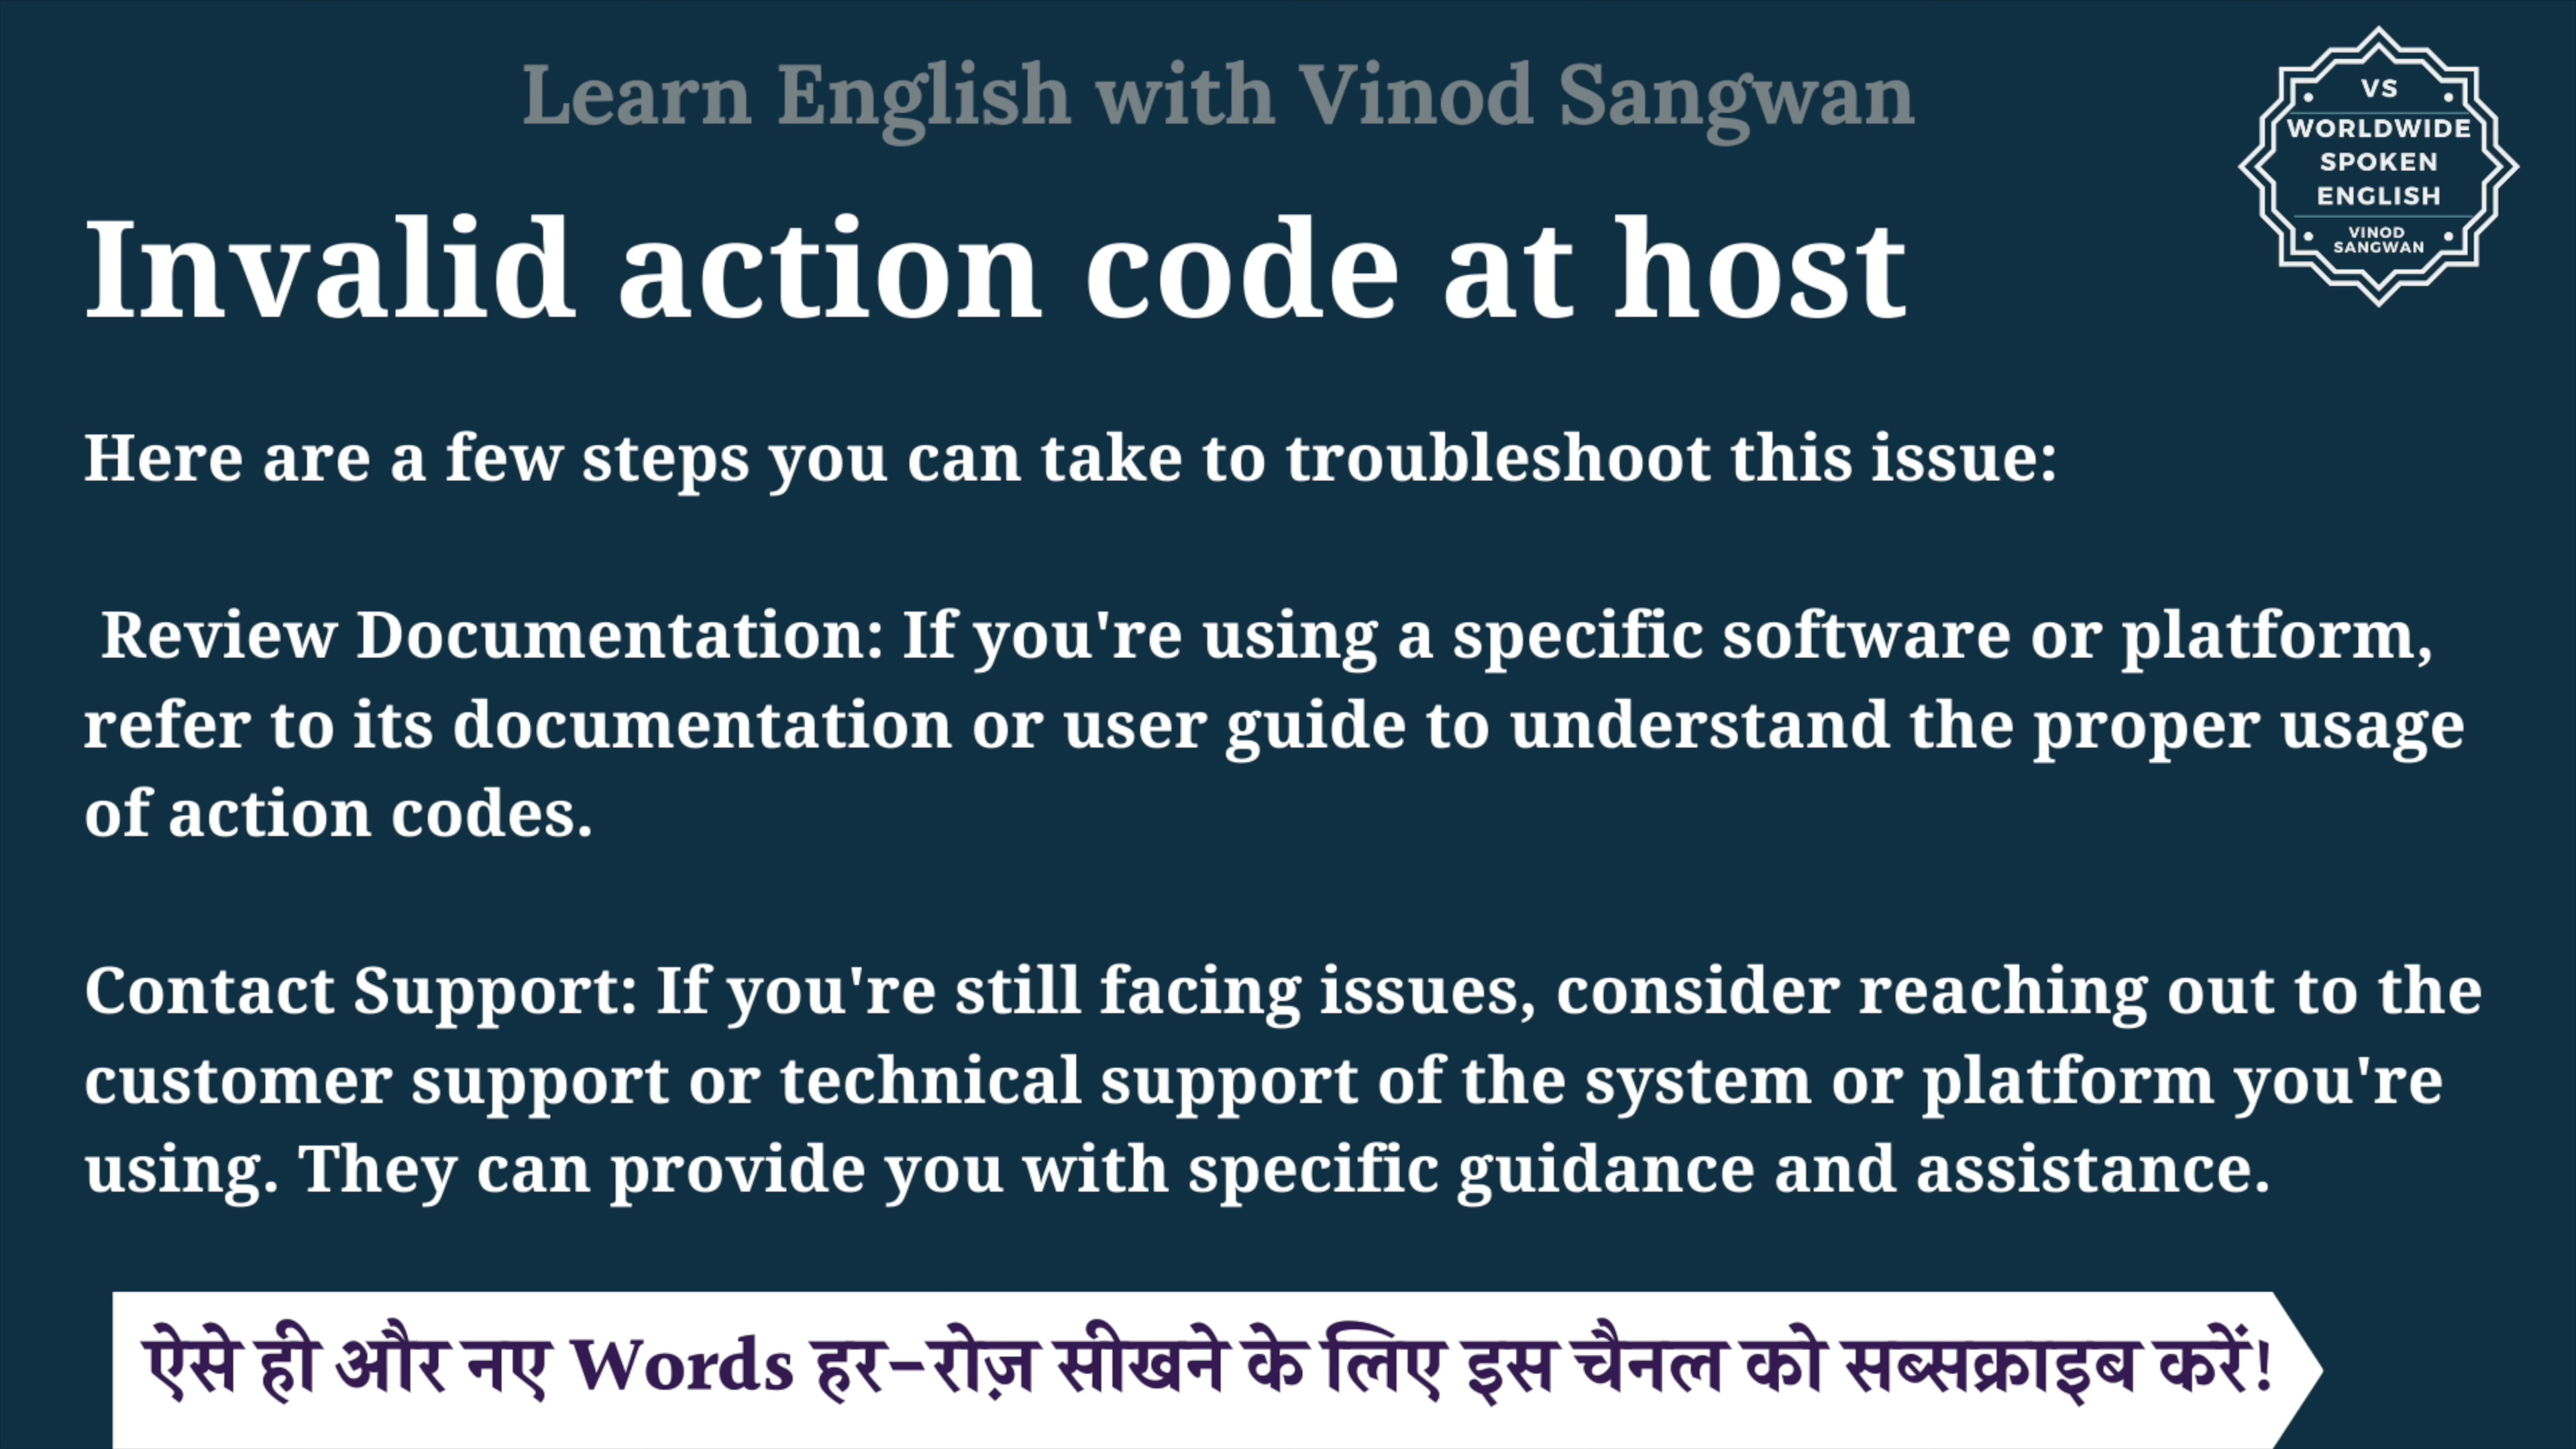 Learn English with Vinod Sangwan
VS
WORLDWIDE
SPOKEN
ENGLISH
VINOD
SANGWAN
Invalid action code at host
Here are a few steps you can take to troubleshoot this issue:
Review Documentation: If you're using a specific software or platform,
refer to its documentation or user guide to understand the proper usage
of action codes.
Contact Support: If you're still facing issues, consider reaching out to the
customer support or technical support of the system or platform you're
using. They can provide you with specific guidance and assistance.
ऐसे ही और नए Words हर-रोज़ सीखने के लिए इस चैनल को सब्सक्राइब करें!